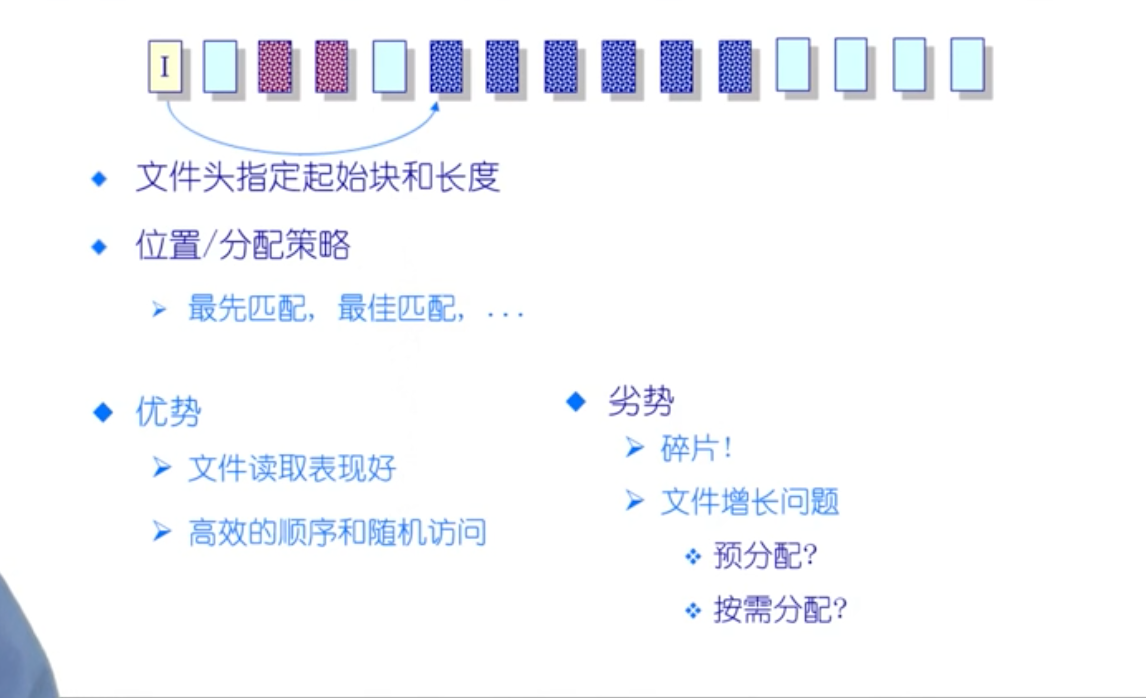 I
文件头指定起始块和长度
位置/分配策略
最先匹配, 最佳匹配, ...
优势
文件读取表现好
高效的顺序和随机访问
劣势
碎片!
文件增长问题
预分配?
按需分配?